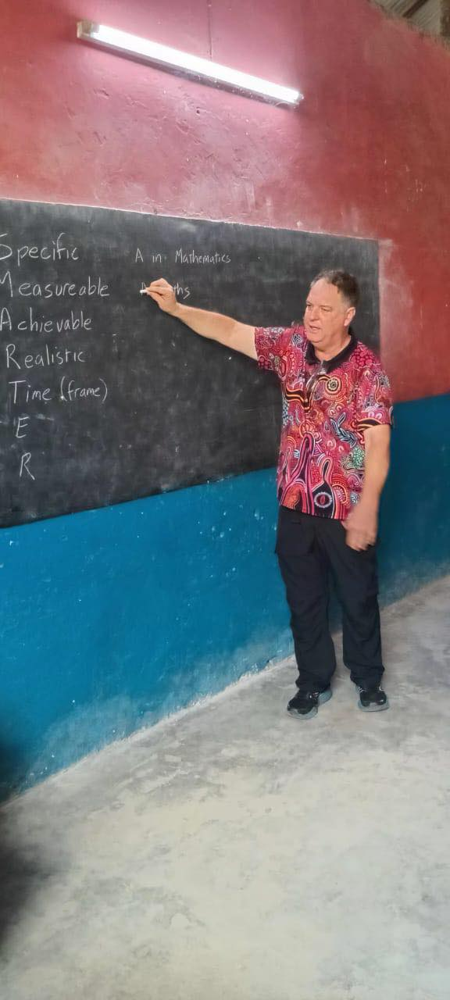 Specific
A in Mathematics
Measureable
Achievable
Realistic
Time (frame)
E
R